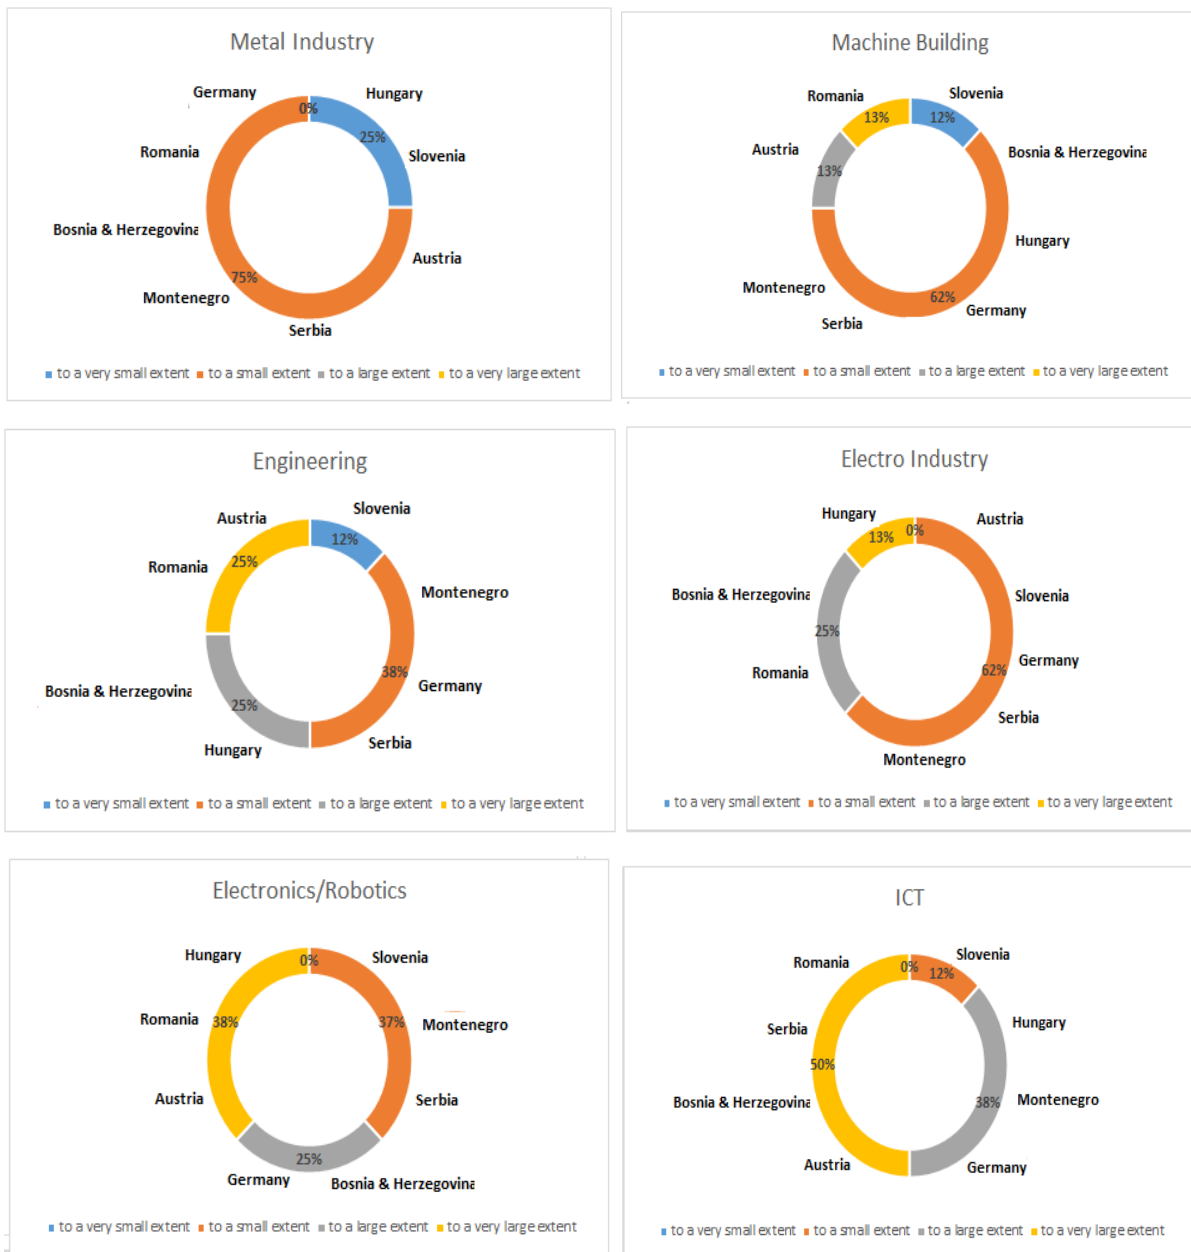 Metal Industry
Germany
Hungary
0%
25%
Romania
Slovenia
Bosnia & Herzegovina
Austria
75%
Montenegro
Serbia
to a very small extent to a small extent to a large extent to a very large extent
Machine Building
Romania
Slovenia
13%
12%
Austria
Bosnia & Herzegovina
13%
Hungary
Montenegro
62%
Germany
Serbia
to a very small extent to a small extent to a large extent to a very large extent
Engineering
Austria
Slovenia
12%
25%
Romania
Montenegro
38%
Germany
Bosnia & Herzegovina
25%
Hungary
Serbia
to a very small extent to a small extent to a large extent to a very large extent
Electro Industry
Hungary
Austria
13%
0%
Bosnia & Herzegovina
Slovenia
25%
Romania
Germany
62%
Serbia
Montenegro
to a very small extent to a small extent to a large extent to a very large extent
Electronics/Robotics
Hungary
Slovenia
0%
Romania
38%
37%
Montenegro
Austria
Serbia
25%
Germany
Bosnia & Herzegovina
to a very small extent to a small extent to a large extent to a very large extent
ICT
Romania
Slovenia
0%
12%
Serbia
Hungary
50%
Bosnia & Herzegovina
38%
Montenegro
Austria
Germany
to a very small extent to a small extent to a large extent to a very large extent